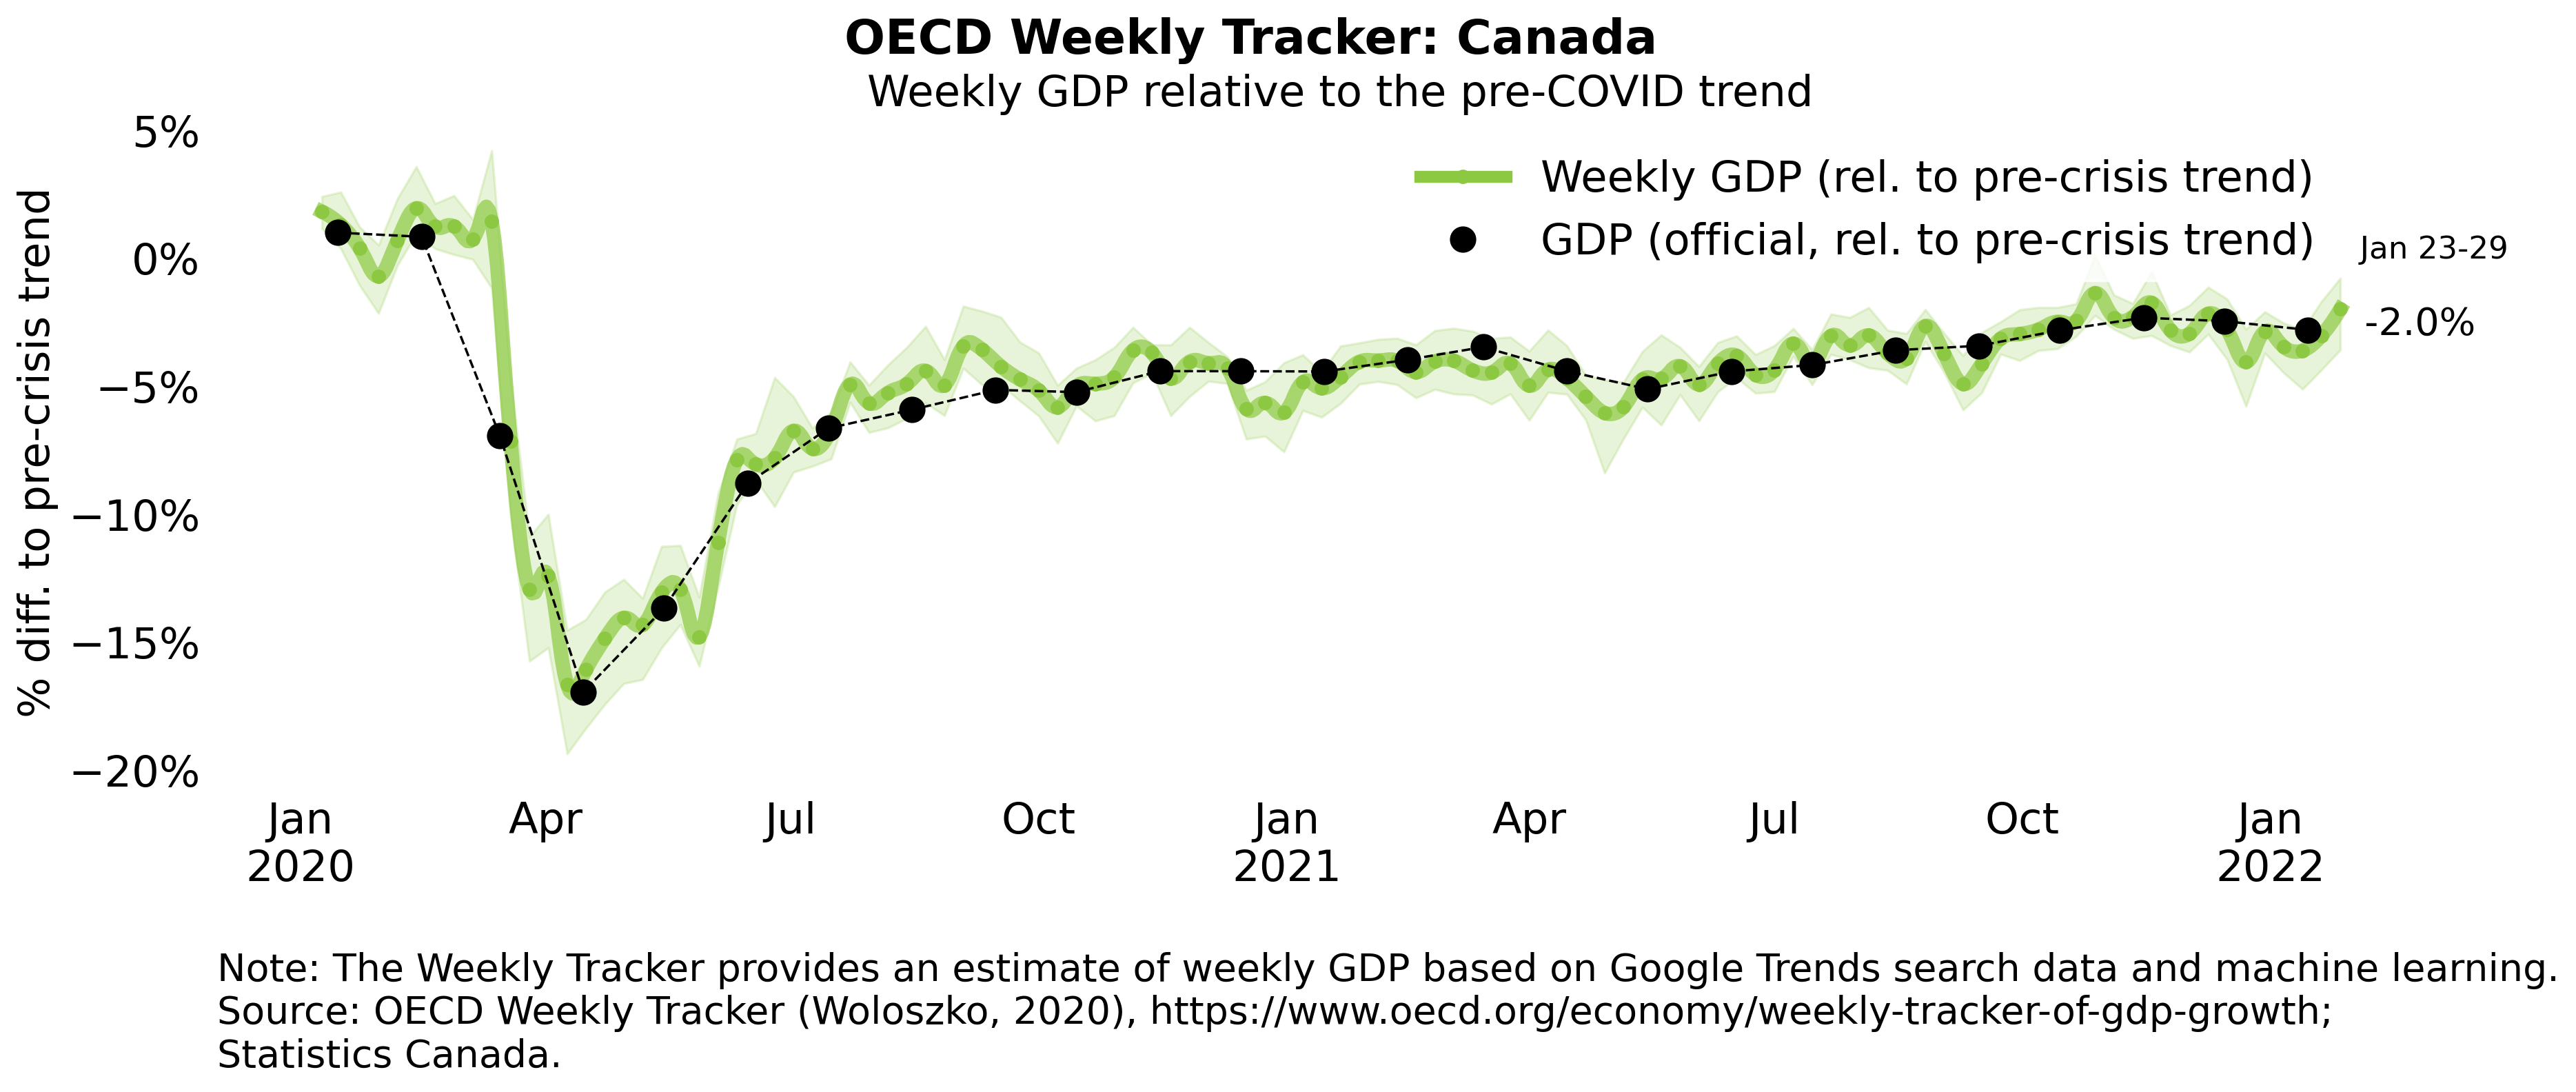 OECD Weekly Tracker: Canada
Weekly GDP relative to the pre-COVID trend
% diff. to pre-crisis trend
5%
0%
−5%
−10%
−15%
−20%
Weekly GDP (rel. to pre-crisis trend)
GDP (official, rel. to pre-crisis trend)
Jan 23-29
-2.0%
Jan Apr Jul Oct Jan Apr Jul Oct Jan
2020 2021 2022
Note: The Weekly Tracker provides an estimate of weekly GDP based on Google Trends search data and machine learning.
Source: OECD Weekly Tracker (Woloszko, 2020), https://www.oecd.org/economy/weekly-tracker-of-gdp-growth;
Statistics Canada.